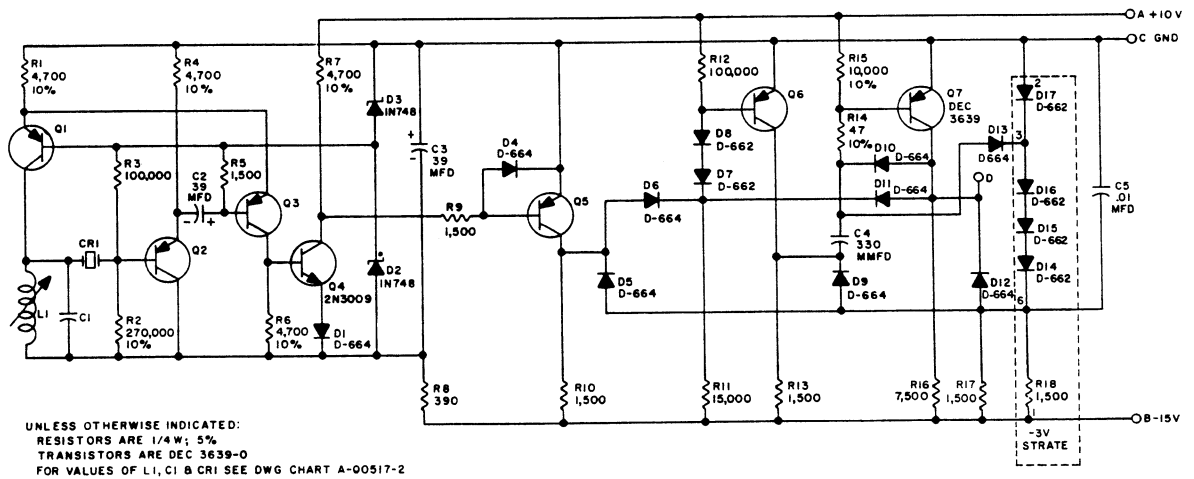 A +10V
C GND
R1
4,700
10%
R4
4,700
10%
R7
4,700
10%
R12
100,000
R15
10,000
10%
2
D17
D-662
Q1
D3
1N748
Q6
Q7
DEC
3639
R14
47
10%
D13
D664
3
R3
100,000
R5
1,500
C2
39
MFD
- +
+
-
C3
39
MFD
D4
D-664
D8
D-662
D7
D-662
D10
D-664
D11
D-664
D
D16
D-662
C5
.01
MFD
Q3
Q5
D6
D-664
R9
1,500
D15
D-662
CR1
Q2
Q4
2N3009
D2
1N748
D5
D-664
C4
330
MMFD
D9
D-664
D12
D-664
D14
D-662
6
L1
C1
R2
270,000
10%
R6
4,700
10%
D1
D-664
R8
390
R10
1,500
R11
15,000
R13
1,500
R16
7,500
R17
1,500
R18
1,500
1
B-15V
-3V
STRATE
UNLESS OTHERWISE INDICATED:
RESISTORS ARE 1/4W; 5%
TRANSISTORS ARE DEC 3639-0
FOR VALUES OF L1, C1 & CR1 SEE DWG CHART A-Q0517-2